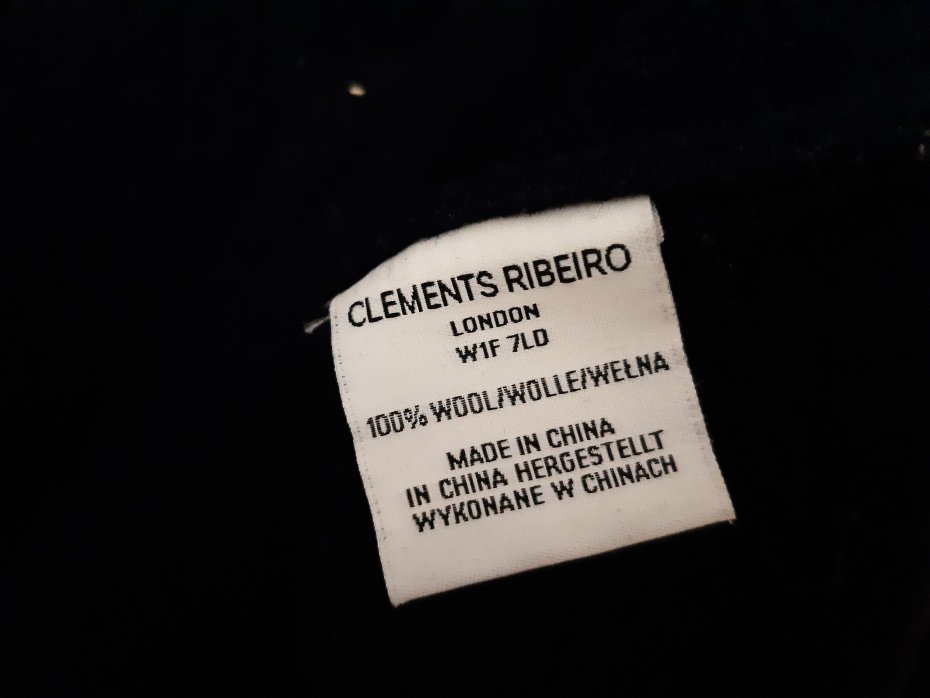 CLEMENTS RIBEIRO
LONDON
W1F 7LD
100% WOOL/WOLLE/WEŁNA
MADE IN CHINA
IN CHINA HERGESTELLT
WYKONANE W CHINACH